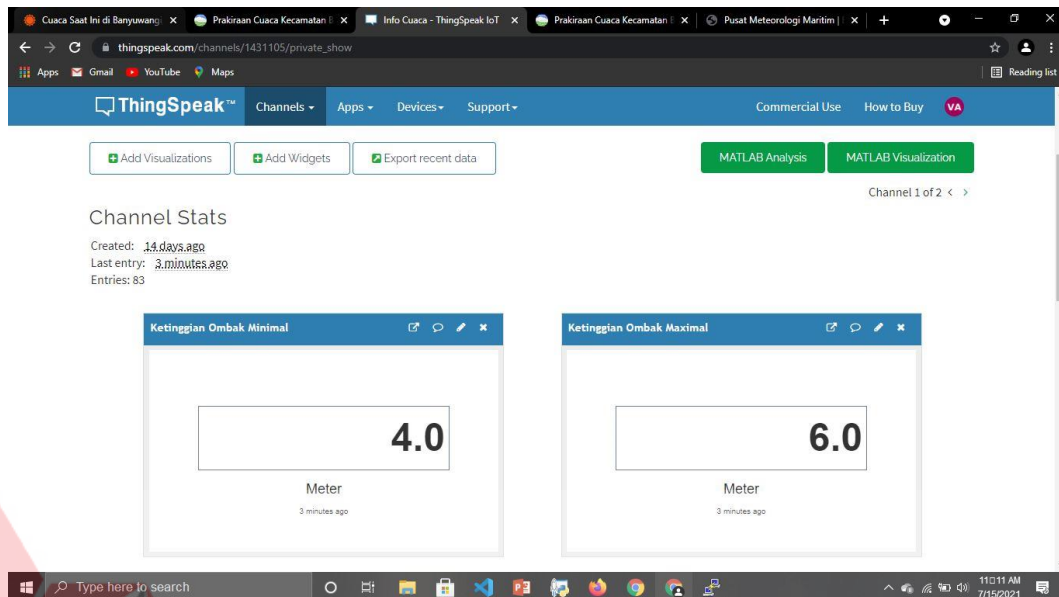 Cuaca Saat Ini di Banyuwangi
Prakiraan Cuaca Kecamatan B
Info Cuaca - ThingSpeak IoT
Prakiraan Cuaca Kecamatan
Pusat Meteorologi Maritim |
thingspeak.com/channels/1431105/private_show
Apps Gmail YouTube Maps Reading list
ThingSpeak™ Channels Apps Devices Support Commercial Use How to Buy VA
Add Visualizations Add Widgets Export recent data MATLAB Analysis MATLAB Visualization
Channel 1 of 2 < >
Channel Stats
Created: 14 days ago
Last entry: 3 minutes ago
Entries: 83
Ketinggian Ombak Minimal
4.0
Meter
3 minutes ago
Ketinggian Ombak Maximal
6.0
Meter
3 minutes ago
Type here to search
11:11 AM
7/15/2021